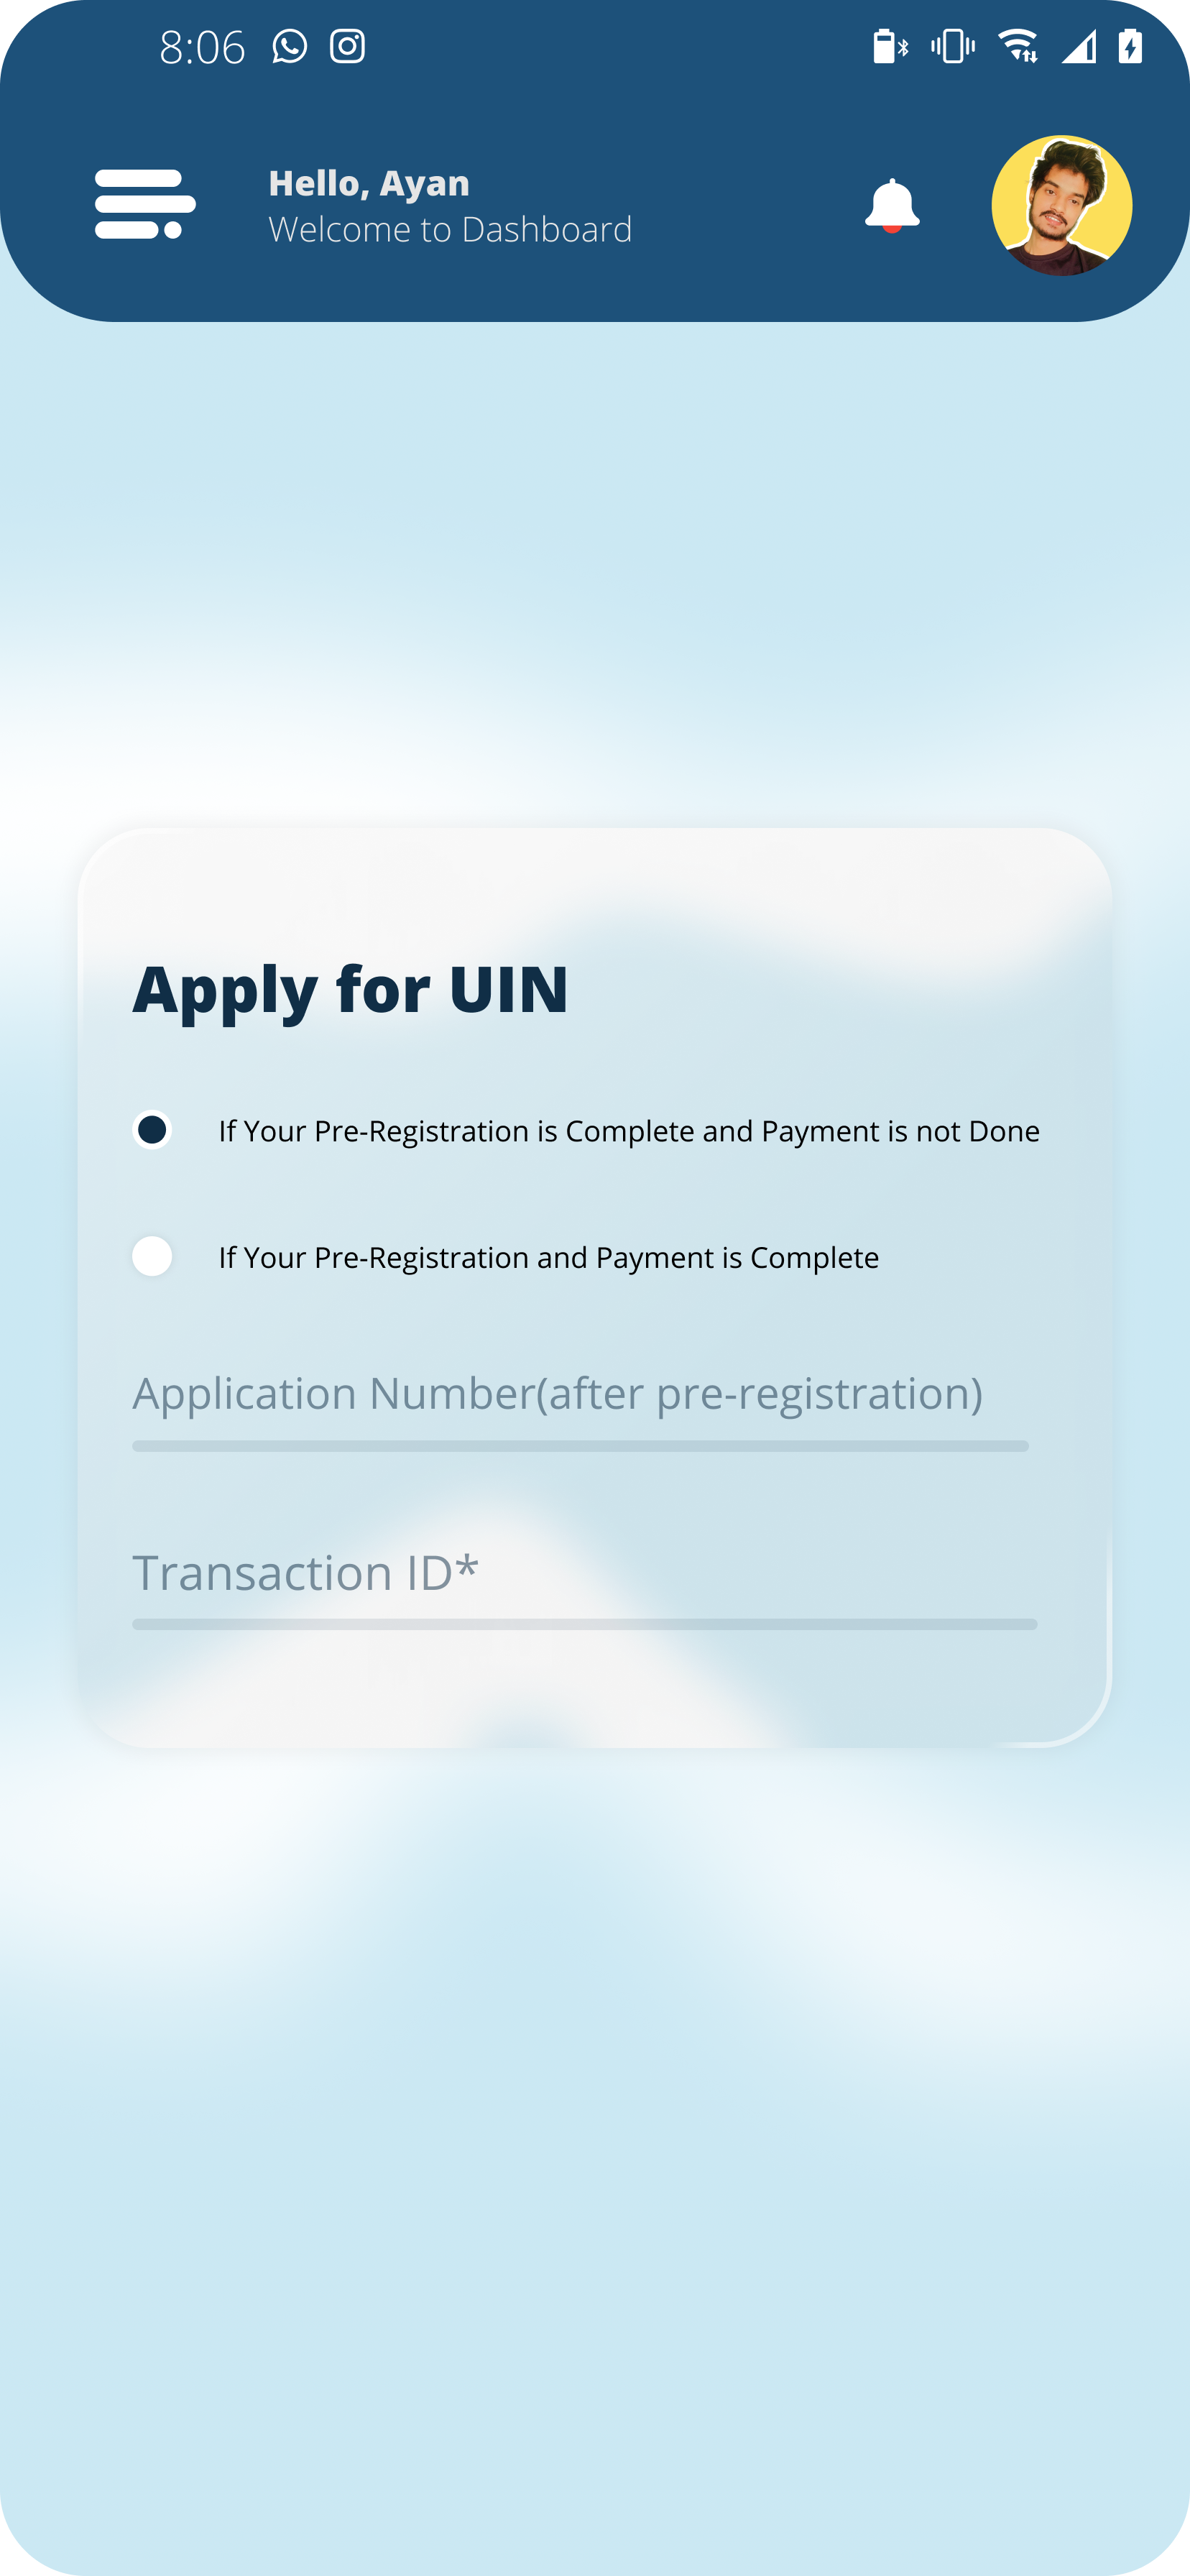 8:06
Hello, Ayan
Welcome to Dashboard
Apply for UIN
If Your Pre-Registration is Complete and Payment is not Done
If Your Pre-Registration and Payment is Complete
Application Number(after pre-registration)
Transaction ID*